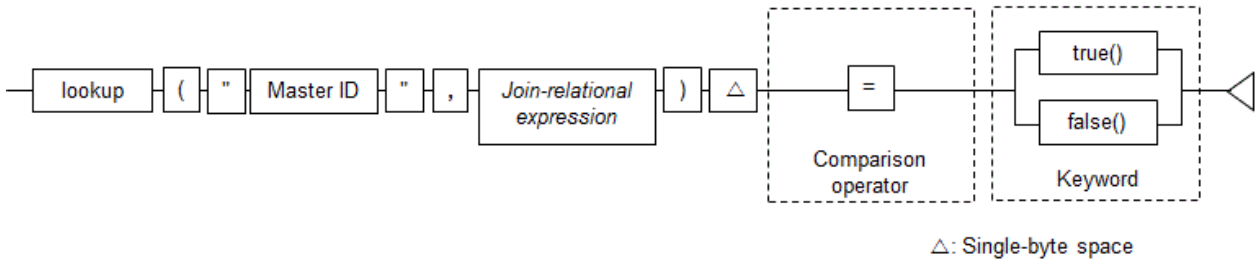 lookup ( " Master ID " , Join-relational expression ) △ = true()
false()
Comparison operator
Keyword
△: Single-byte space